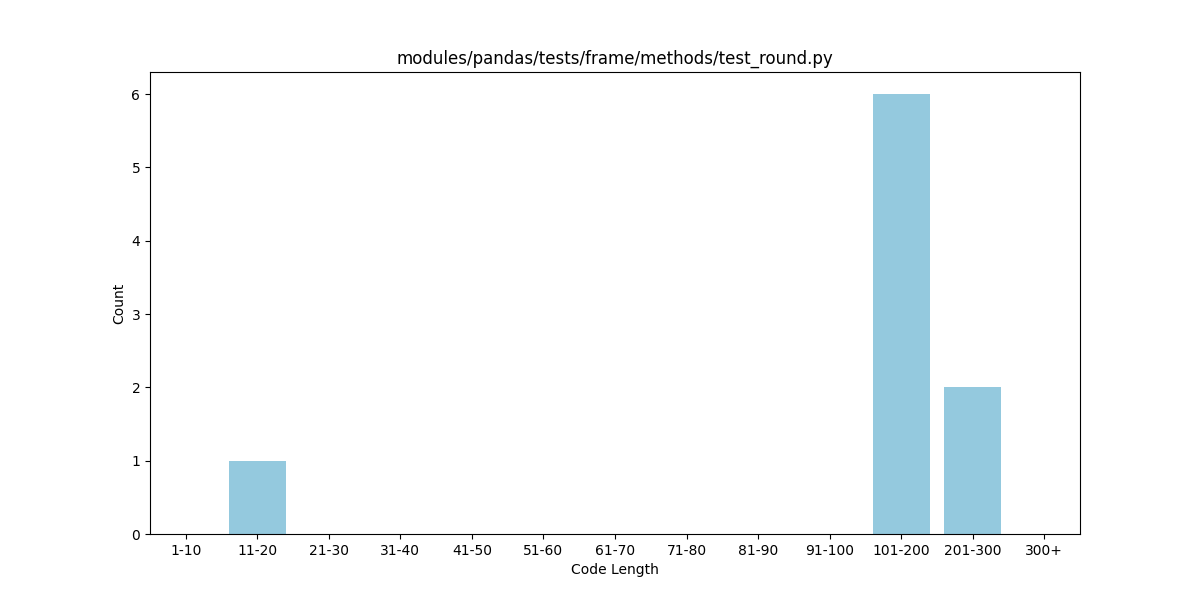 modules/pandas/tests/frame/methods/test_round.py
6
5
4
3
2
1
0
Count
1-10 11-20 21-30 31-40 41-50 51-60 61-70 71-80 81-90 91-100 101-200 201-300 300+
Code Length